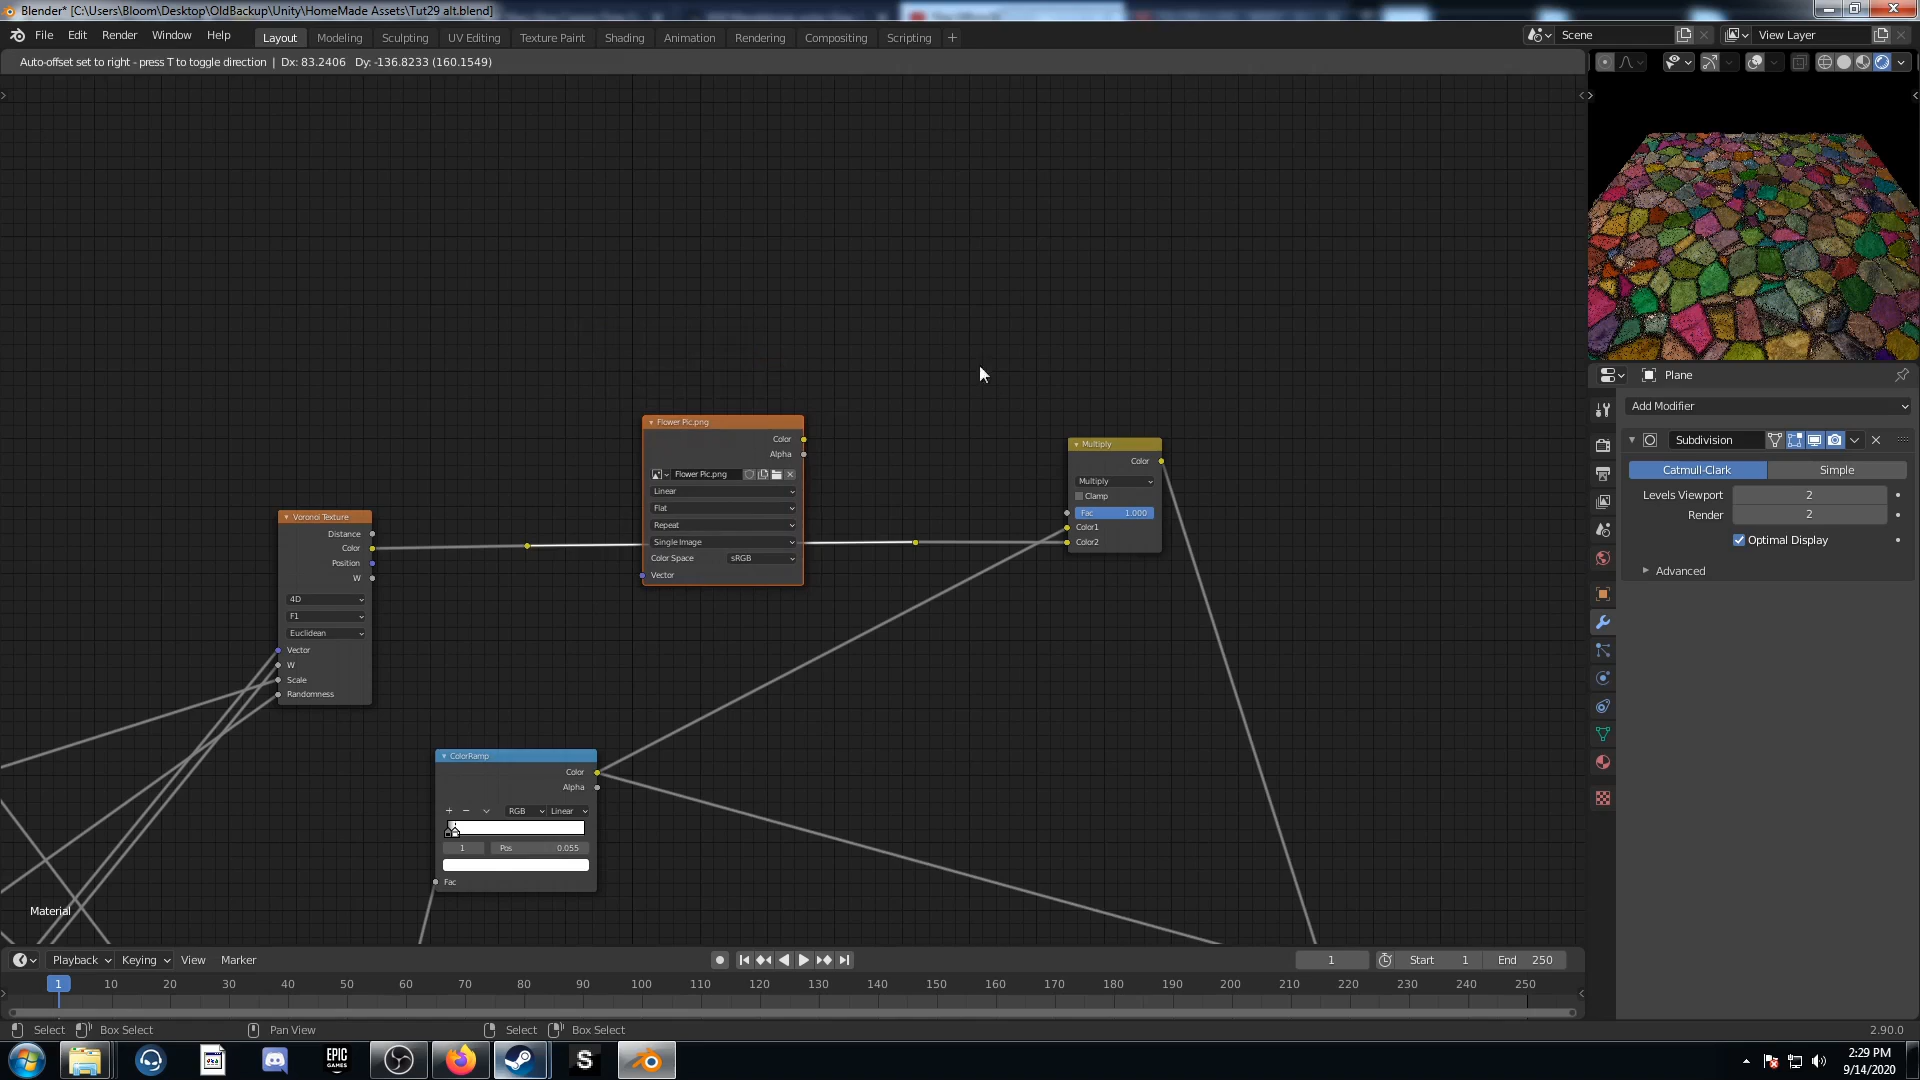 Blender* [C:\Users\Bloom\Desktop\OldBackup\Unity\HomeMade Assets\Tut29 alt.blend]
File Edit Render Window Help Layout Modeling Sculpting UV Editing Texture Paint Shading Animation Rendering Compositing Scripting + Scene View Layer
Auto-offset set to right - press T to toggle direction | Dx: 83.2406 Dy: -136.8233 (160.1549)
Plane
Add Modifier
Subdivision
Catmull-Clark Simple
Levels Viewport 2
Render 2
Optimal Display
Advanced
Flower Pic.png
Color
Alpha
Flower Pic.png
Linear
Flat
Repeat
Single Image
Color Space sRGB
Vector
Multiply
Color
Multiply
Clamp
Fac 1.000
Color1
Color2
Voronoi Texture
Distance
Color
Position
W
4D
F1
Euclidean
Vector
W
Scale
Randomness
ColorRamp
Color
Alpha
+ − RGB Linear
1 Pos 0.055
Fac
Material
Playback Keying View Marker 1 Start 1 End 250
1 10 20 30 40 50 60 70 80 90 100 110 120 130 140 150 160 170 180 190 200 210 220 230 240 250
Select Box Select Pan View Select Box Select 2.90.0
EPIC GAMES
S
2:29 PM
9/14/2020